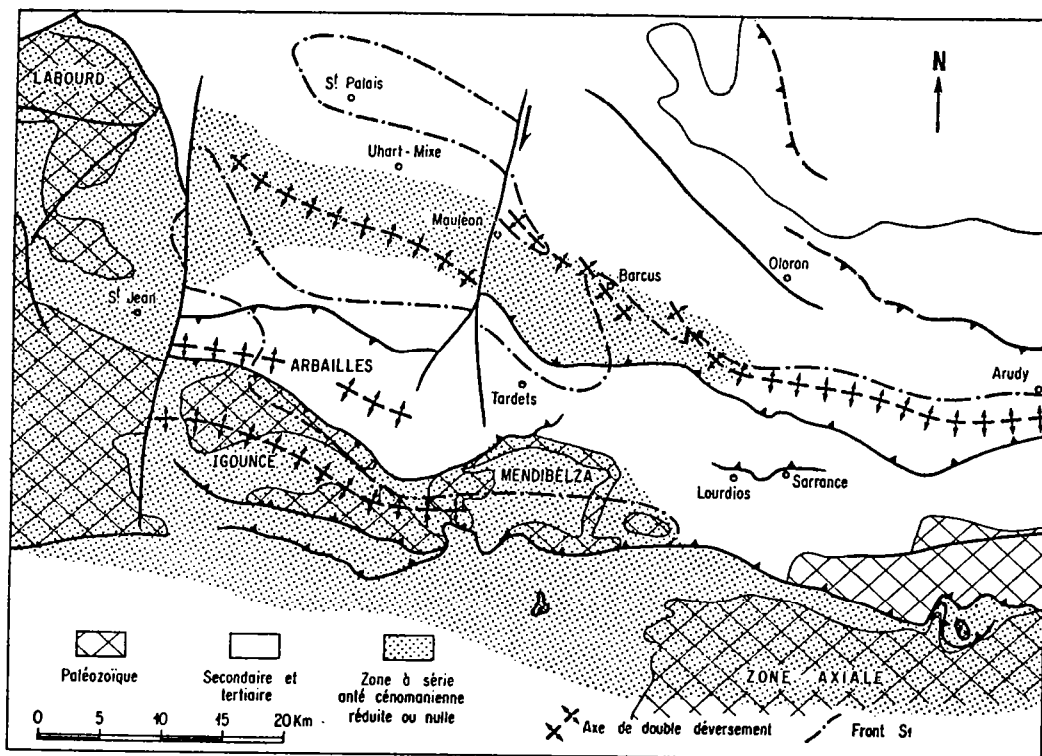 LABOURD
St Palais
N
Uhart-Mixe
Mauléon
Barcus
Oloron
St Jean
ARBAILLES
Tardets
Arudy
IGOUNCE
MENDIBELZA
Lourdios
Sarrance
ZONE AXIALE
Paléozoïque
Secondaire et
tertiaire
Zone à série
anté cénomanienne
réduite ou nulle
0 5 10 15 20 Km
Axe de double déversement
Front S1